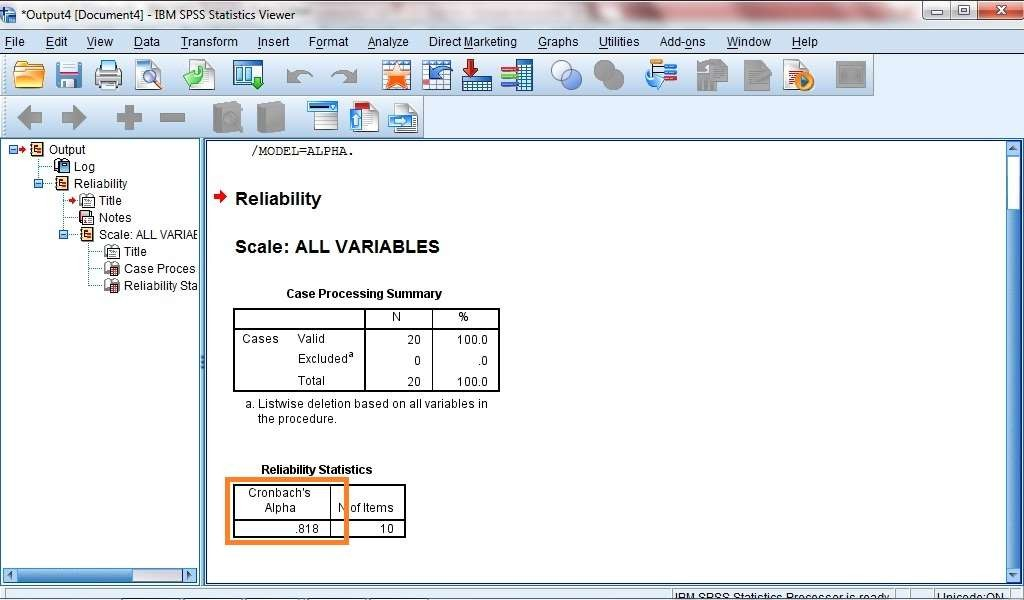 *Output4 [Document4] - IBM SPSS Statistics Viewer
File Edit View Data Transform Insert Format Analyze Direct Marketing Graphs Utilities Add-ons Window Help
Output
Log
Reliability
Title
Notes
Scale: ALL VARIAE
Title
Case Proces
Reliability Sta
/MODEL=ALPHA.
Reliability
Scale: ALL VARIABLES
Case Processing Summary
N %
Cases Valid 20 100.0
Excludedᵃ 0 .0
Total 20 100.0
a. Listwise deletion based on all variables in
the procedure.
Reliability Statistics
Cronbach's
Alpha N of Items
.818 10
IBM SPSS Statistics Processor is ready Unicode:ON